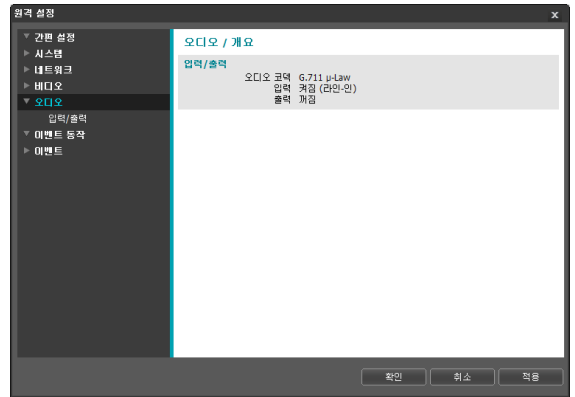 원격 설정
x
간편 설정
시스템
네트워크
비디오
오디오
입력/출력
이벤트 동작
이벤트
오디오 / 개요
입력/출력
오디오 코덱 G.711 μ-Law
입력 켜짐 (라인-인)
출력 꺼짐
확인 취소 적용